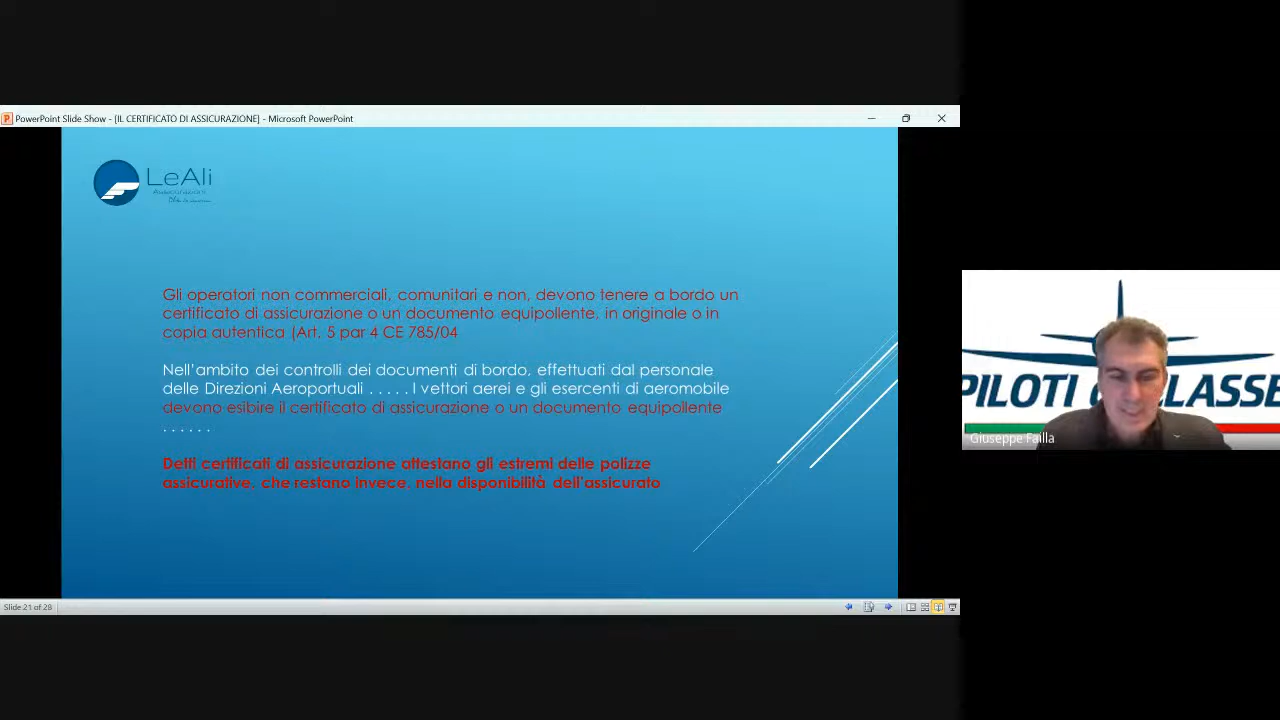 PowerPoint Slide Show - [IL CERTIFICATO DI ASSICURAZIONE] - Microsoft PowerPoint
LeAli
Gli operatori non commerciali, comunitari e non, devono tenere a bordo un
certificato di assicurazione o un documento equipollente, in originale o in
copia autentica (Art. 5 par 4 CE 785/04
Nell'ambito dei controlli dei documenti di bordo, effettuati dal personale
delle Direzioni Aeroportuali . . . . . I vettori aerei e gli esercenti di aeromobile
devono esibire il certificato di assicurazione o un documento equipollente
. . . . . .
Detti certificati di assicurazione attestano gli estremi delle polizze
assicurative, che restano invece, nella disponibilità dell'assicurato
Slide 21 of 28
PILOTI CLASSE
Giuseppe Failla